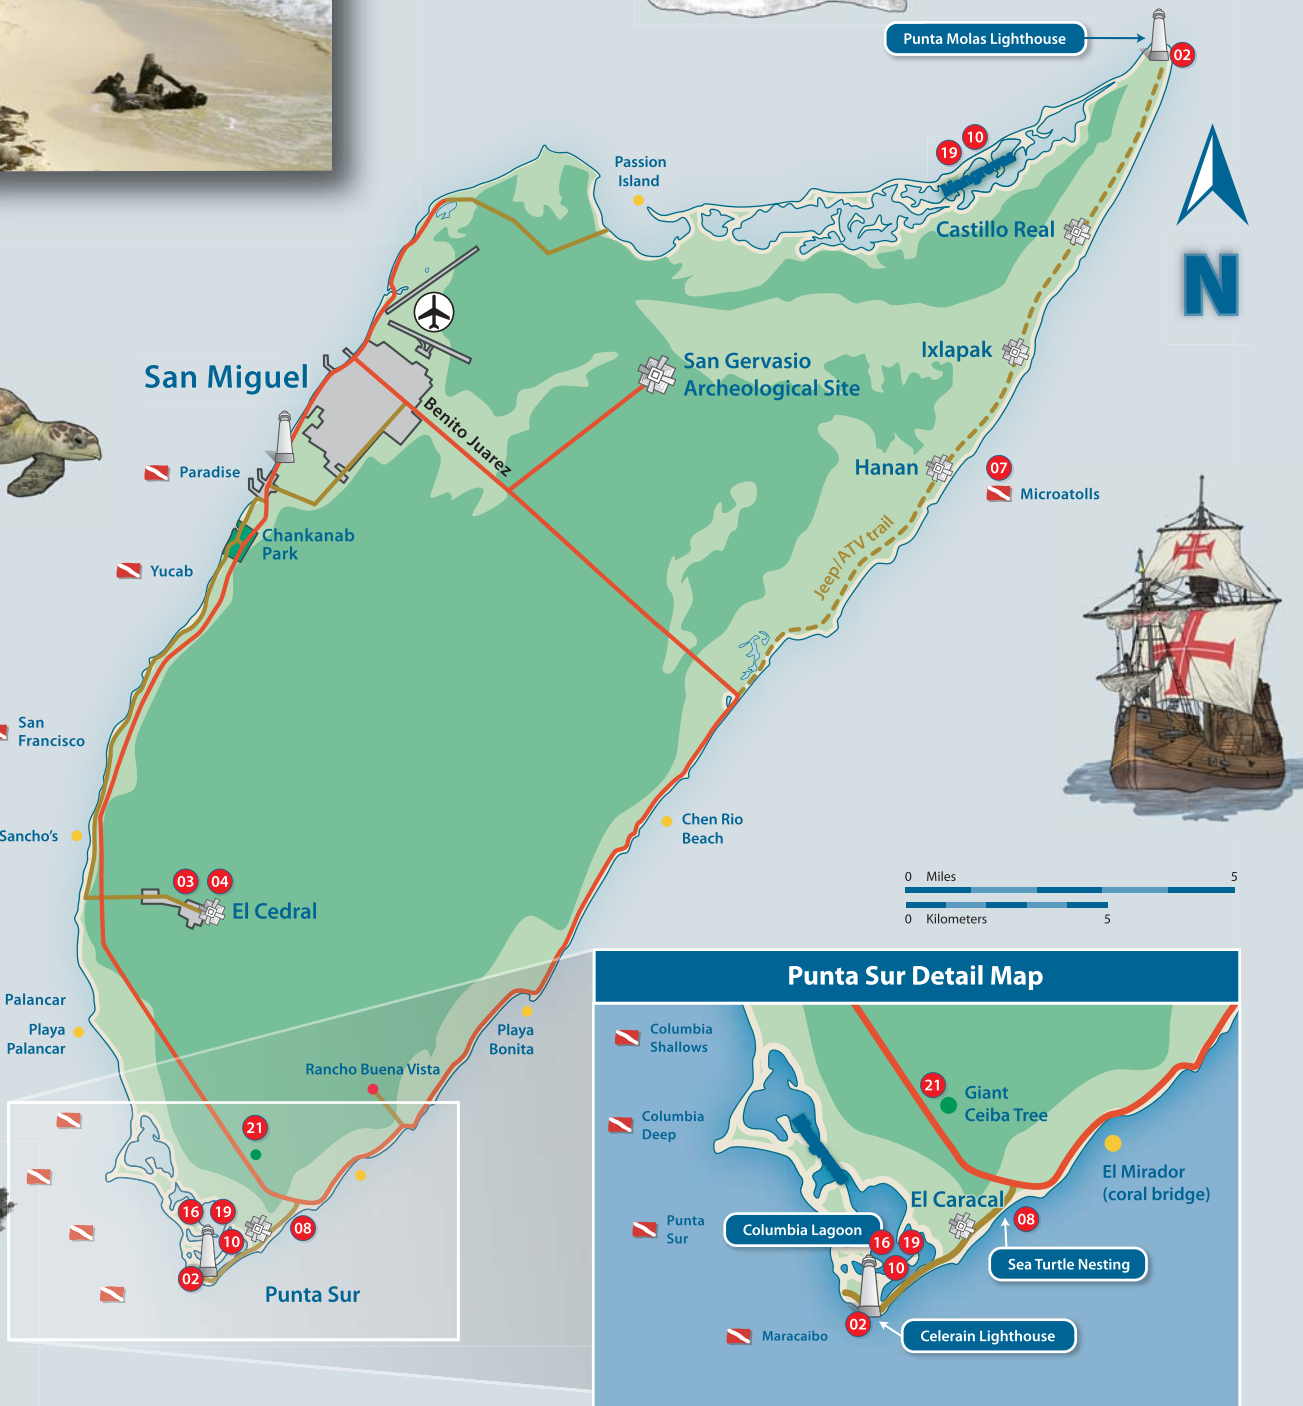 Punta Molas Lighthouse
02
10
19
Mangroves
Passion
Island
Castillo Real
N
Ixlapak
San Gervasio
Archeological Site
San Miguel
Benito Juarez
Hanan
07
Microatolls
Paradise
Chankanab
Park
Yucab
Jeep/ATV trail
San
Francisco
Chen Rio
Beach
Sancho's
0 Miles 5
0 Kilometers 5
03 04
El Cedral
Palancar
Playa
Palancar
Playa
Bonita
Rancho Buena Vista
21
16 19
10
08
02
Punta Sur
Punta Sur Detail Map
Columbia
Shallows
21
Giant
Ceiba Tree
Columbia
Deep
El Mirador
(coral bridge)
El Caracal
Punta
Sur
Columbia Lagoon
08
16 19
10
Sea Turtle Nesting
02
Maracaibo
Celerain Lighthouse